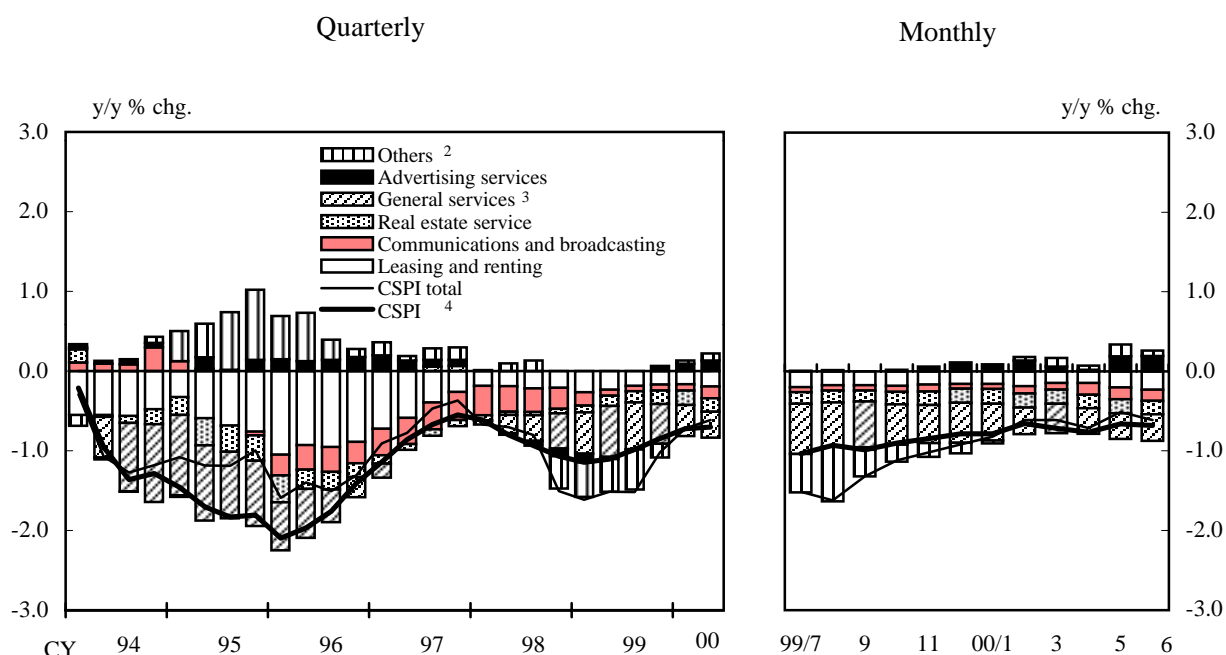 Quarterly
Monthly
y/y % chg.
y/y % chg.
3.0
2.0
1.0
0.0
-1.0
-2.0
-3.0
Others 2
Advertising services
General services 3
Real estate service
Communications and broadcasting
Leasing and renting
CSPI total
CSPI 4
3.0
2.0
1.0
0.0
-1.0
-2.0
-3.0
CY 94 95 96 97 98 99 00
99/7 9 11 00/1 3 5 6